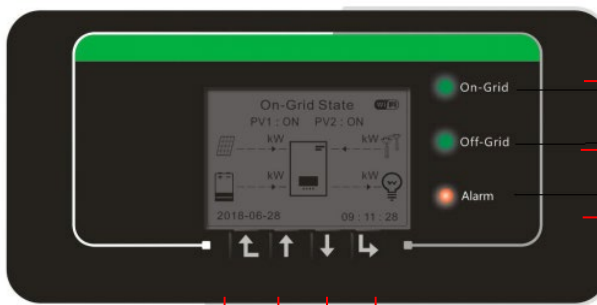 On-Grid State WiFi
PV1 : ON PV2 : ON
kW kW
kW kW
2018-06-28 09 : 11 : 28
On-Grid
Off-Grid
Alarm